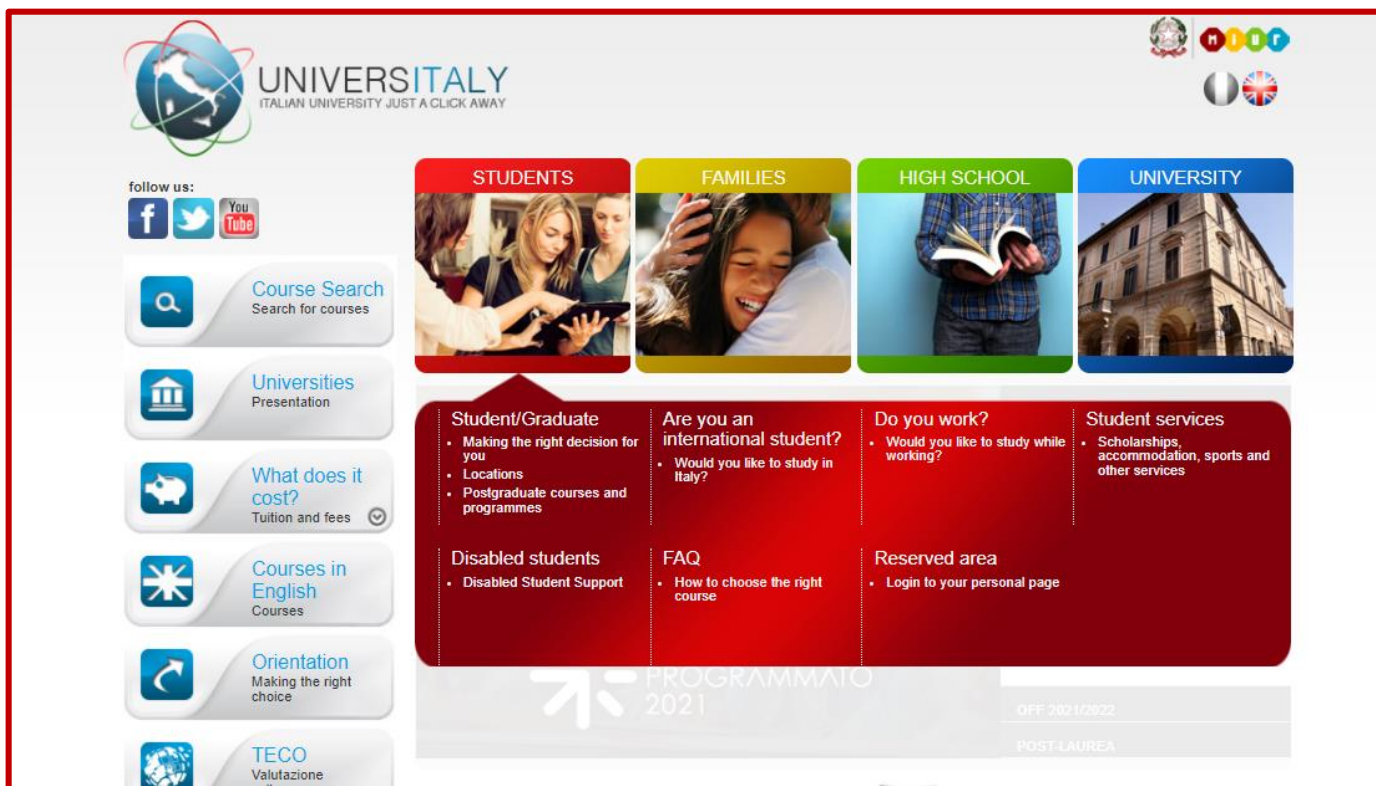 UNIVERSITALY
ITALIAN UNIVERSITY JUST A CLICK AWAY
MIUR
follow us:
f
You
Tube
STUDENTS
FAMILIES
HIGH SCHOOL
UNIVERSITY
Course Search
Search for courses
Universities
Presentation
What does it
cost?
Tuition and fees
Courses in
English
Courses
Orientation
Making the right
choice
TECO
Valutazione
Student/Graduate
• Making the right decision for
you
• Locations
• Postgraduate courses and
programmes
Are you an
international student?
• Would you like to study in
Italy?
Do you work?
• Would you like to study while
working?
Student services
• Scholarships,
accommodation, sports and
other services
Disabled students
• Disabled Student Support
FAQ
• How to choose the right
course
Reserved area
• Login to your personal page
PROGRAMMATO
2021
OFF 2021/2022
POST-LAUREA